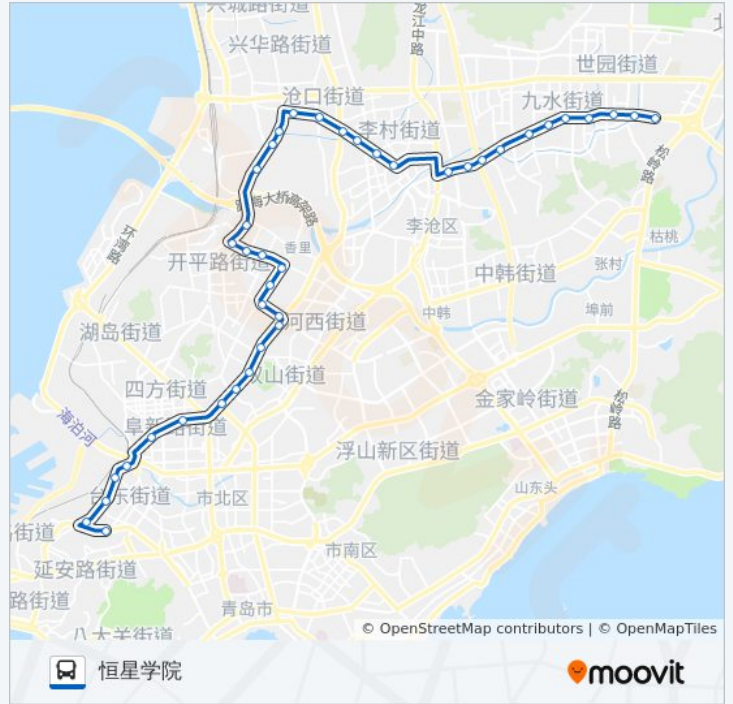 兴城路街道
龙江中路
北
兴华路街道
世园街道
沧口街道
九水街道
李村街道
松岭路
海大桥高架路
李沧区
环湾路
枯桃
香里
张村
开平路街道
中韩街道
埠前
中韩
湖岛街道
河西街道
双山街道
四方街道
金家岭街道
松岭路
海泊河
阜新路街道
浮山新区街道
台东街道
市北区
山东头
街道
市南区
延安路街道
路街道
青岛市
八大关街道
© OpenStreetMap contributors | © OpenMapTiles
恒星学院
moovit